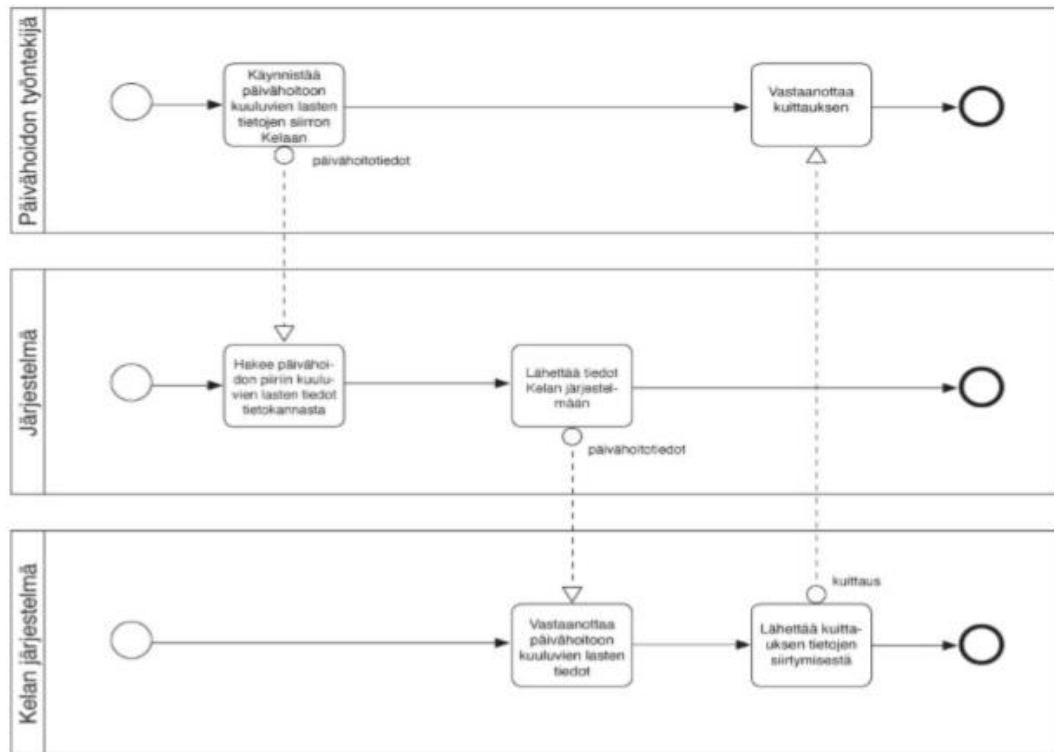 Päivähoidon työntekijä
Käynnistää
päivähoitoon
kuuluvien lasten
tietojen siirron
Kelaan
päivähoitotiedot
Vastaanottaa
kuittauksen
Järjestelmä
Hakee päivähoi-
don piiriin kuulu-
vien lasten tiedot
tietokannasta
Lähettää tiedot
Kelan järjestel-
mään
päivähoitotiedot
Kelan järjestelmä
Vastaanottaa
päivähoitoon
kuuluvien lasten
tiedot
kuittaus
Lähettää kuitta-
uksen tietojen
siirtymisestä